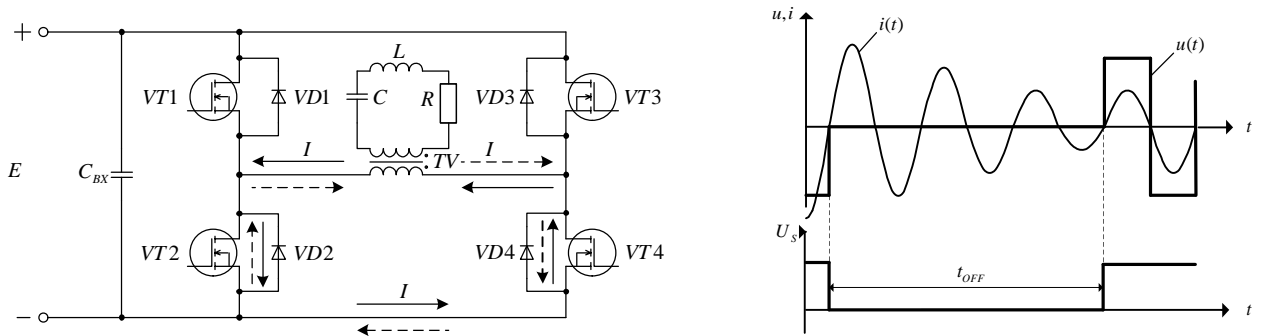 +
E
C_BX
VT1
VD1
L
C
R
VD3
VT3
I
TV
I
VT2
VD2
VD4
VT4
I
−
u,i
i(t)
u(t)
t
U_S
t_OFF
t